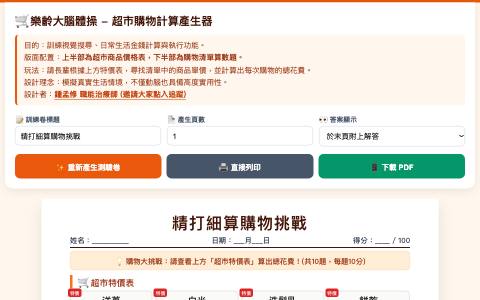 🛒樂齡大腦體操 – 超市購物計算產生器
目的：訓練視覺搜尋、日常生活金錢計算與執行功能。
版面配置：上半部為超市商品價格表，下半部為購物清單算數題。
玩法：請長輩根據上方特價表，尋找清單中的商品單價，並計算出每次購物的總花費。
設計理念：模擬真實生活情境，不僅動腦也具備高度實用性。
設計者：鍾孟修 職能治療師 (邀請大家點入追蹤)
📝 訓練卷標題
📄 產生頁數
👀 答案顯示
精打細算購物挑戰
1
於末頁附上解答
✨ 重新產生測驗卷
🖨️ 直接列印
📱 下載 PDF
精打細算購物挑戰
姓名：________
日期：___月___日
得分：____ / 100
💡 購物大挑戰：請查看上方「超市特價表」算出總花費！(共10題，每題10分)
🛒超市特價表
特價
特價
特價
特價
洋蔥
白米
洗髮乳
餅乾